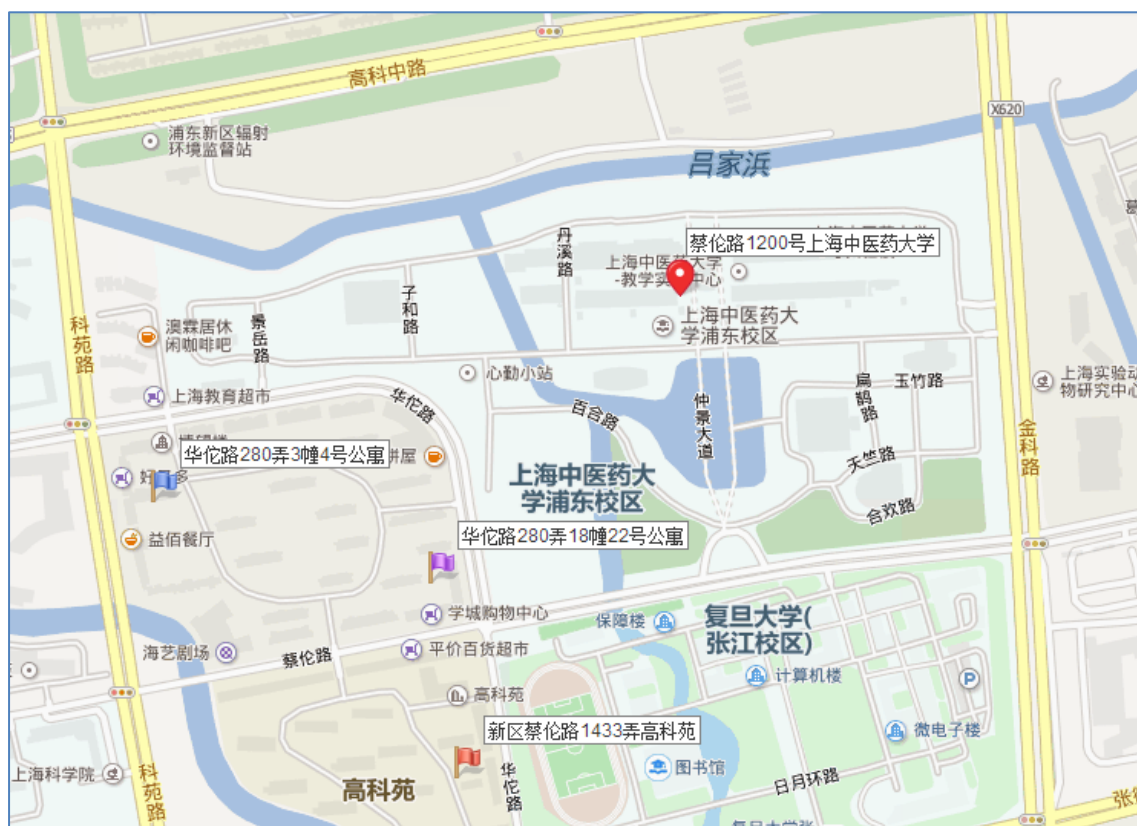 高科中路
X620
浦东新区辐射
环境监督站
吕家浜
丹溪路
蔡伦路1200号上海中医药大学
上海中医药大学
-教学实
中心
子和路
景岳路
科苑路
澳霖居休
闲咖啡吧
上海中医药大
学浦东校区
心勤小站
上海教育超市
华佗路
百合路
仲景大道
扁鹊路
玉竹路
上海实验动
物研究中心
金科路
华佗路280弄3幢4号公寓
饼屋
好
多
上海中医药大
学浦东校区
天竺路
合欢路
益佰餐厅
华佗路280弄18幢22号公寓
学城购物中心
保障楼
复旦大学(
张江校区)
海艺剧场
蔡伦路
平价百货超市
计算机楼
P
高科苑
新区蔡伦路1433弄高科苑
微电子楼
上海科学院
科苑路
高科苑
华佗路
图书馆
日月环路
张